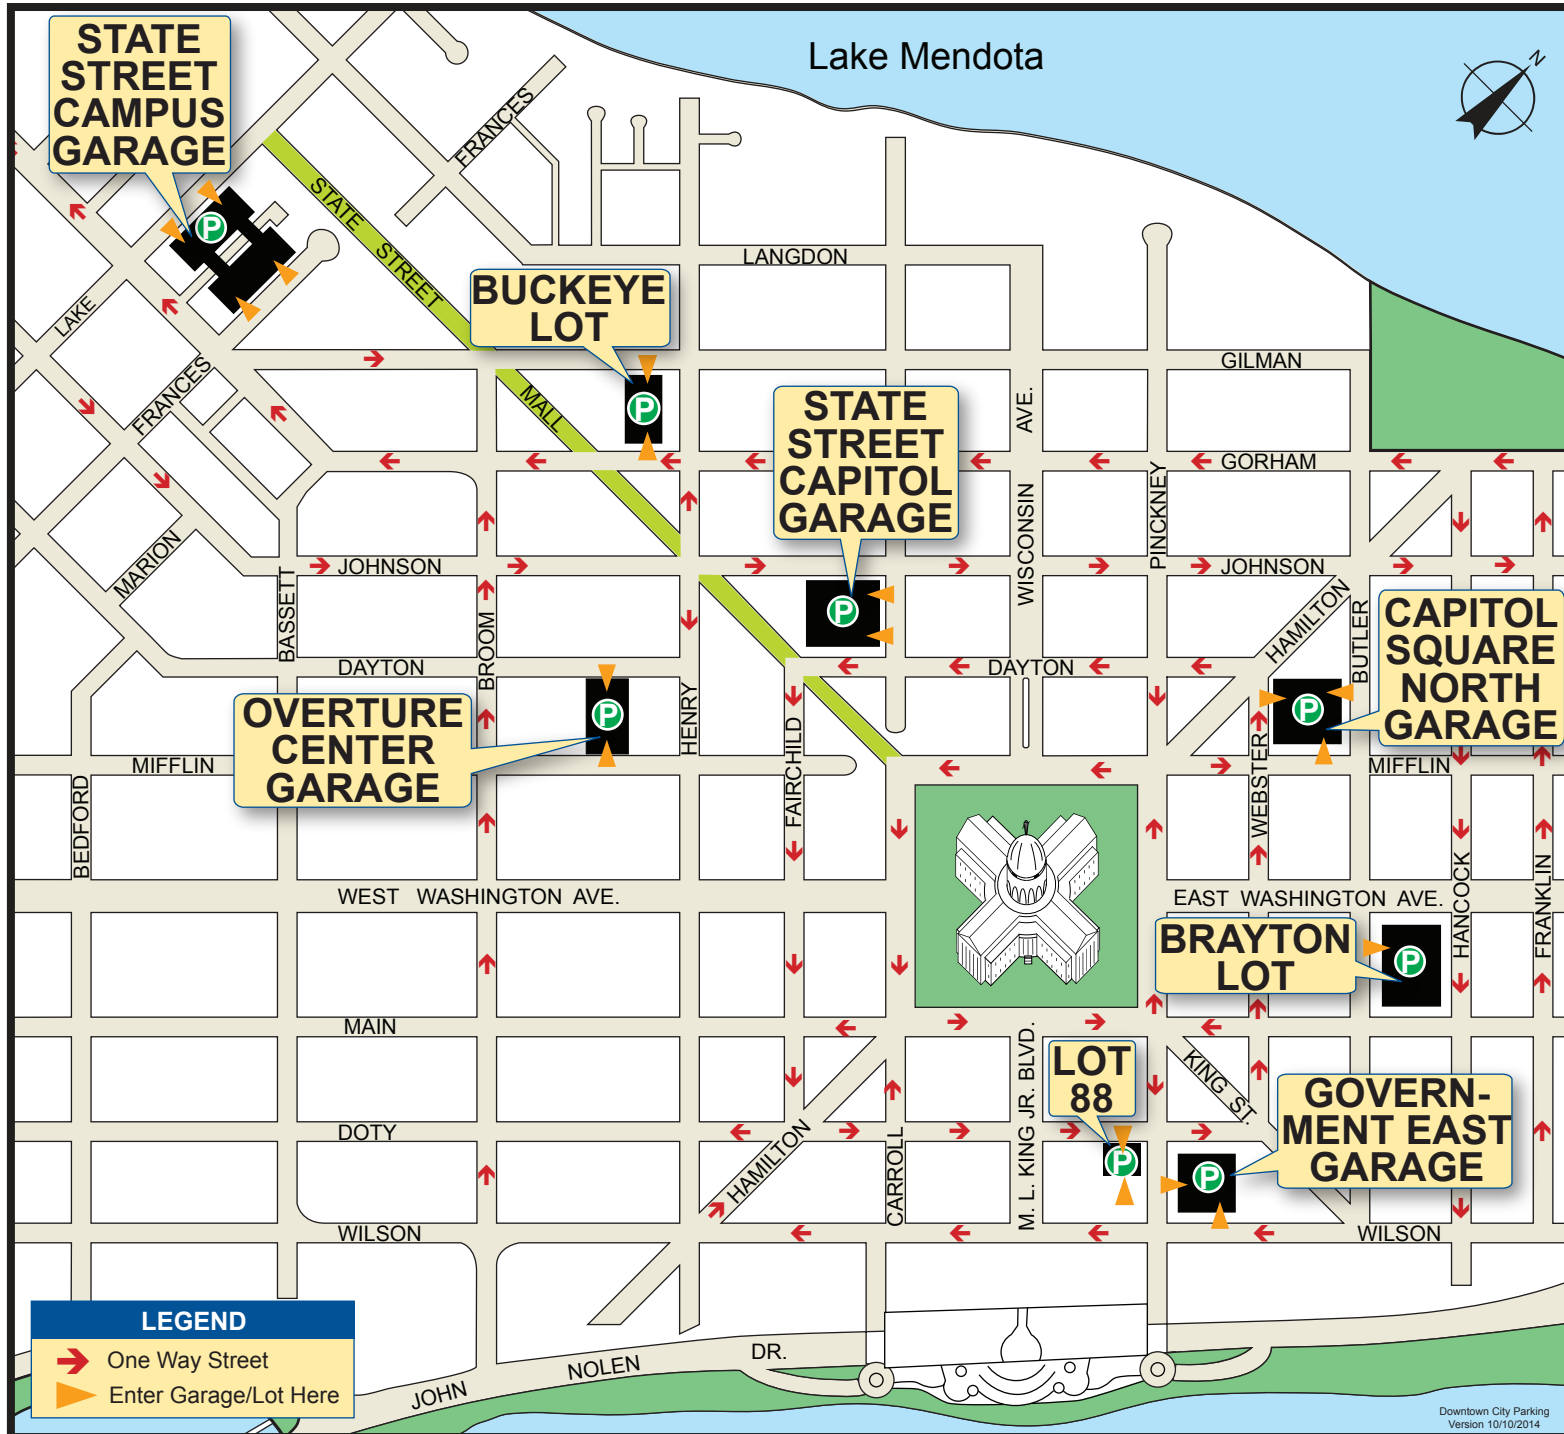 STATE
STREET
CAMPUS
GARAGE
Lake Mendota
N
FRANCES
STATE STREET
LANGDON
BUCKEYE
LOT
LAKE
FRANCES
GILMAN
MALL
STATE
STREET
CAPITOL
GARAGE
AVE.
WISCONSIN
GORHAM
PINCKNEY
MARION
BASSETT
JOHNSON
JOHNSON
BROOM
HAMILTON
BUTLER
CAPITOL
SQUARE
NORTH
GARAGE
DAYTON
DAYTON
HENRY
FAIRCHILD
WEBSTER
OVERTURE
CENTER
GARAGE
MIFFLIN
MIFFLIN
BEDFORD
HANCOCK
FRANKLIN
WEST WASHINGTON AVE.
EAST WASHINGTON AVE.
BRAYTON
LOT
MAIN
M. L. KING JR. BLVD.
LOT
88
KING ST.
GOVERN-
MENT EAST
GARAGE
DOTY
HAMILTON
CARROLL
WILSON
WILSON
P
P
P
P
P
P
P
P
LEGEND
One Way Street
Enter Garage/Lot Here
JOHN NOLEN DR.
Downtown City Parking
Version 10/10/2014